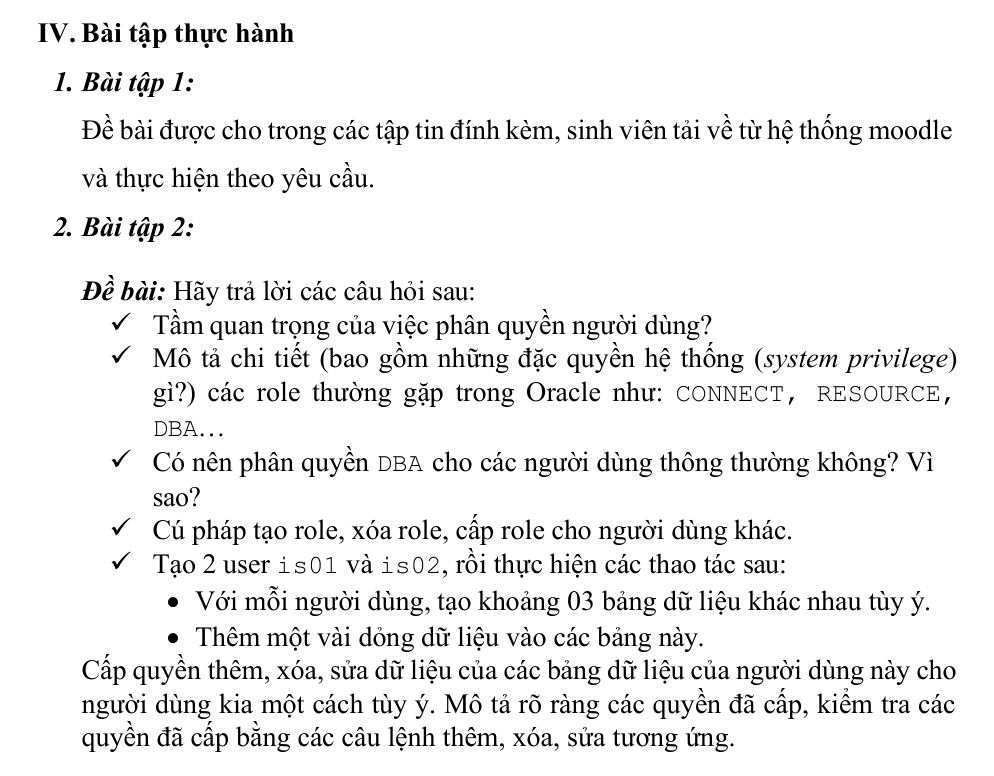 IV. Bài tập thực hành
1. Bài tập 1:
Đề bài được cho trong các tập tin đính kèm, sinh viên tải về từ hệ thống moodle
và thực hiện theo yêu cầu.
2. Bài tập 2:
Đề bài: Hãy trả lời các câu hỏi sau:
✓ Tầm quan trọng của việc phân quyền người dùng?
✓ Mô tả chi tiết (bao gồm những đặc quyền hệ thống (system privilege)
gì?) các role thường gặp trong Oracle như: CONNECT, RESOURCE,
DBA...
✓ Có nên phân quyền DBA cho các người dùng thông thường không? Vì
sao?
✓ Cú pháp tạo role, xóa role, cấp role cho người dùng khác.
✓ Tạo 2 user is01 và is02, rồi thực hiện các thao tác sau:
• Với mỗi người dùng, tạo khoảng 03 bảng dữ liệu khác nhau tùy ý.
• Thêm một vài dỏng dữ liệu vào các bảng này.
Cấp quyền thêm, xóa, sửa dữ liệu của các bảng dữ liệu của người dùng này cho
người dùng kia một cách tùy ý. Mô tả rõ ràng các quyền đã cấp, kiểm tra các
quyền đã cấp bằng các câu lệnh thêm, xóa, sửa tương ứng.